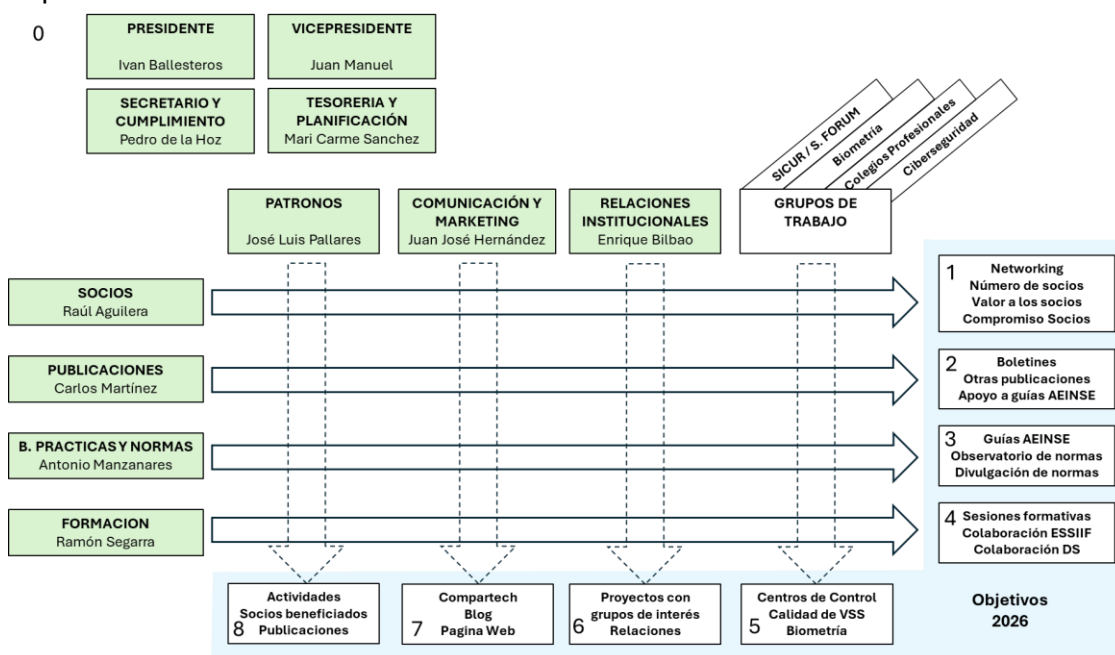 0
PRESIDENTE
Ivan Ballesteros
VICEPRESIDENTE
Juan Manuel
SECRETARIO Y
CUMPLIMIENTO
Pedro de la Hoz
TESORERIA Y
PLANIFICACIÓN
Mari Carme Sanchez
SICUR / S. FORUM
Biometría
Colegios Profesionales
Ciberseguridad
PATRONOS
José Luis Pallares
COMUNICACIÓN Y
MARKETING
Juan José Hernández
RELACIONES
INSTITUCIONALES
Enrique Bilbao
GRUPOS DE
TRABAJO
SOCIOS
Raúl Aguilera
1
Networking
Número de socios
Valor a los socios
Compromiso Socios
PUBLICACIONES
Carlos Martínez
2
Boletines
Otras publicaciones
Apoyo a guías AEINSE
B. PRACTICAS Y NORMAS
Antonio Manzanares
3
Guías AEINSE
Observatorio de normas
Divulgación de normas
FORMACION
Ramón Segarra
4
Sesiones formativas
Colaboración ESSIIF
Colaboración DS
Actividades
Socios beneficiados
Publicaciones
8
Compartech
Blog
Pagina Web
7
Proyectos con
grupos de interés
Relaciones
6
Centros de Control
Calidad de VSS
Biometría
5
Objetivos
2026